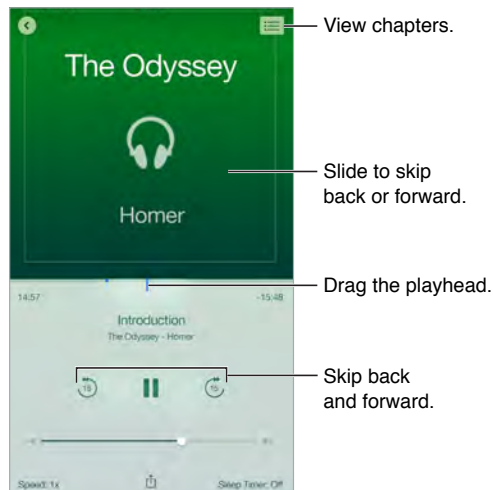 View chapters.
The Odyssey
Slide to skip
back or forward.
Homer
Drag the playhead.
14:57
-15:48
Introduction
The Odyssey - Homer
Skip back
and forward.
15
15
Speed: 1x
Sleep Timer: Off